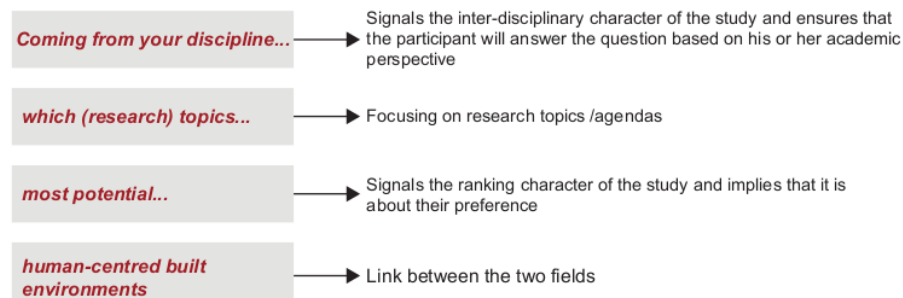 Coming from your discipline...
Signals the inter-disciplinary character of the study and ensures that
the participant will answer the question based on his or her academic
perspective
which (research) topics...
Focusing on research topics /agendas
most potential...
Signals the ranking character of the study and implies that it is
about their preference
human-centred built
environments
Link between the two fields